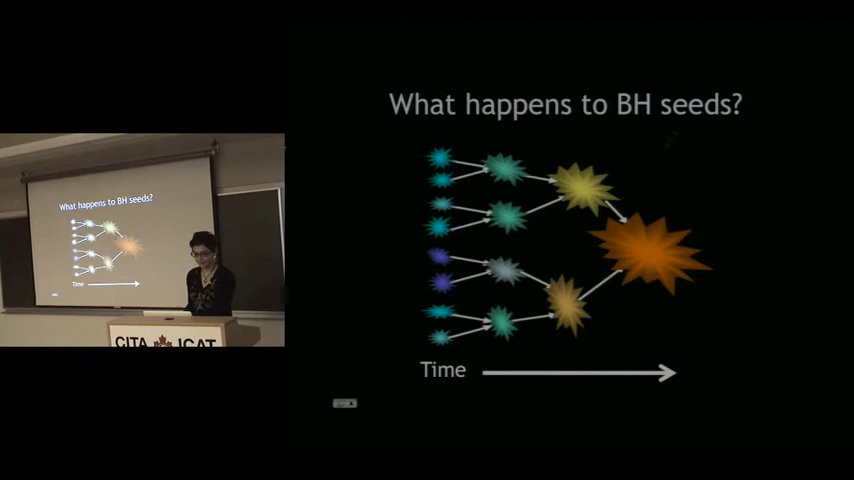 What happens to BH seeds?
Time
What happens to BH seeds?
Time
CITA ICAT